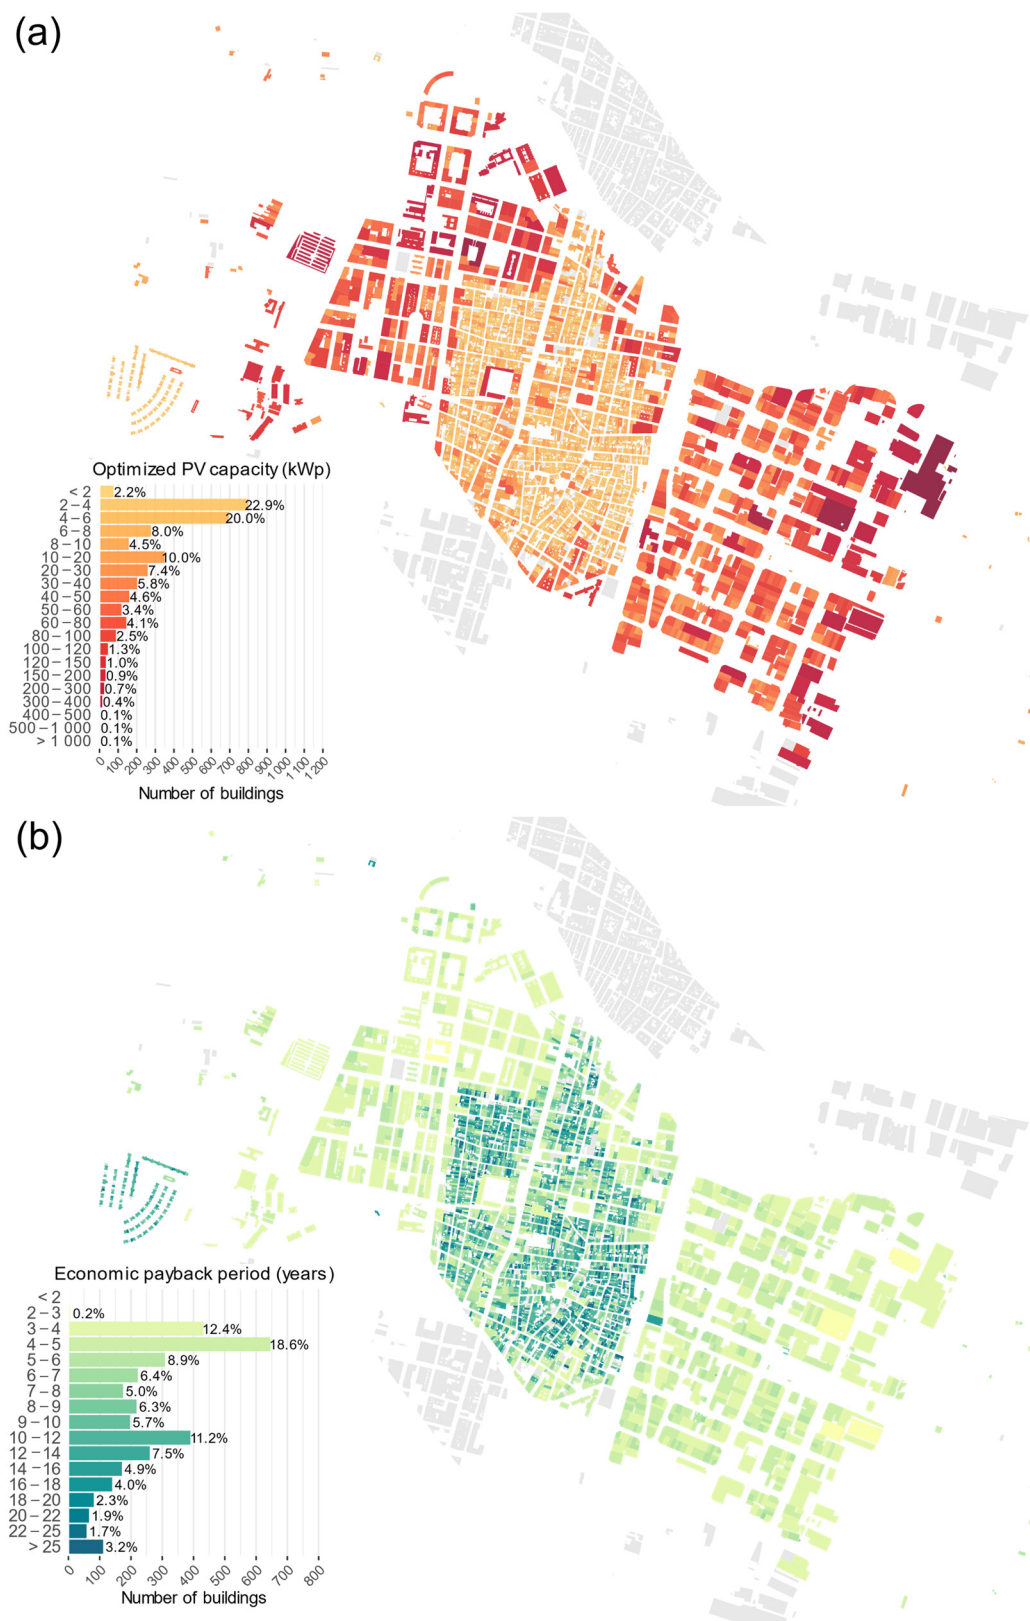 (a)
Optimized PV capacity (kWp)
< 2 2.2%
2 – 4 22.9%
4 – 6 20.0%
6 – 8 8.0%
8 – 10 4.5%
10 – 20 10.0%
20 – 30 7.4%
30 – 40 5.8%
40 – 50 4.6%
50 – 60 3.4%
60 – 80 4.1%
80 – 100 2.5%
100 – 120 1.3%
120 – 150 1.0%
150 – 200 0.9%
200 – 300 0.7%
300 – 400 0.4%
400 – 500 0.1%
500 – 1 000 0.1%
> 1 000 0.1%
0 100 200 300 400 500 600 700 800 900 1 000 1 100 1 200
Number of buildings
(b)
Economic payback period (years)
< 2
2 – 3 0.2%
3 – 4 12.4%
4 – 5 18.6%
5 – 6 8.9%
6 – 7 6.4%
7 – 8 5.0%
8 – 9 6.3%
9 – 10 5.7%
10 – 12 11.2%
12 – 14 7.5%
14 – 16 4.9%
16 – 18 4.0%
18 – 20 2.3%
20 – 22 1.9%
22 – 25 1.7%
> 25 3.2%
0 100 200 300 400 500 600 700 800
Number of buildings